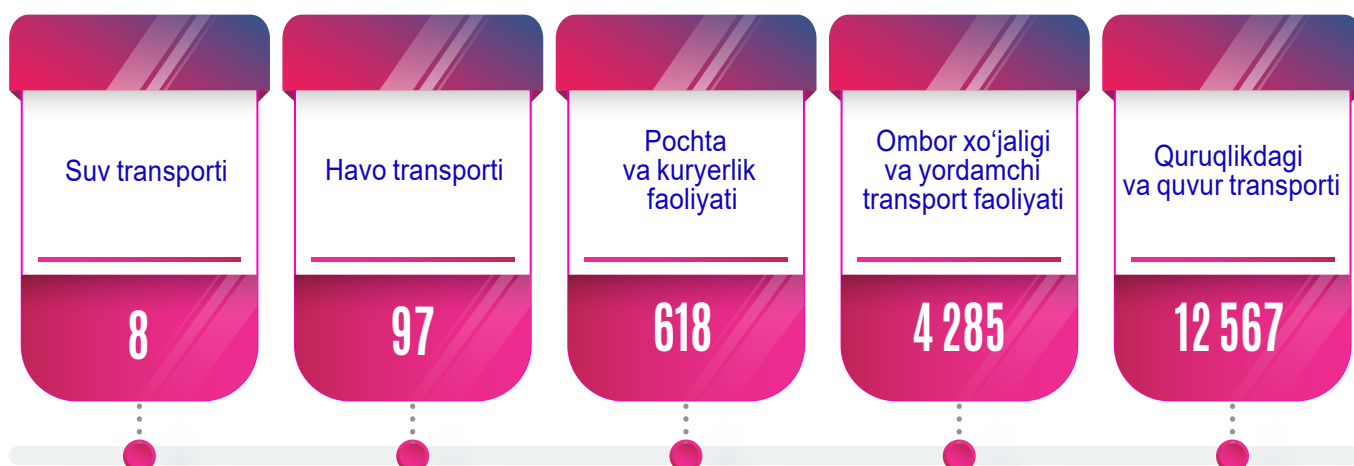 Suv transporti
8
Havo transporti
97
Pochta
va kuryerlik
faoliyati
618
Ombor xo‘jaligi
va yordamchi
transport faoliyati
4 285
Quruqlikdagi
va quvur transporti
12 567